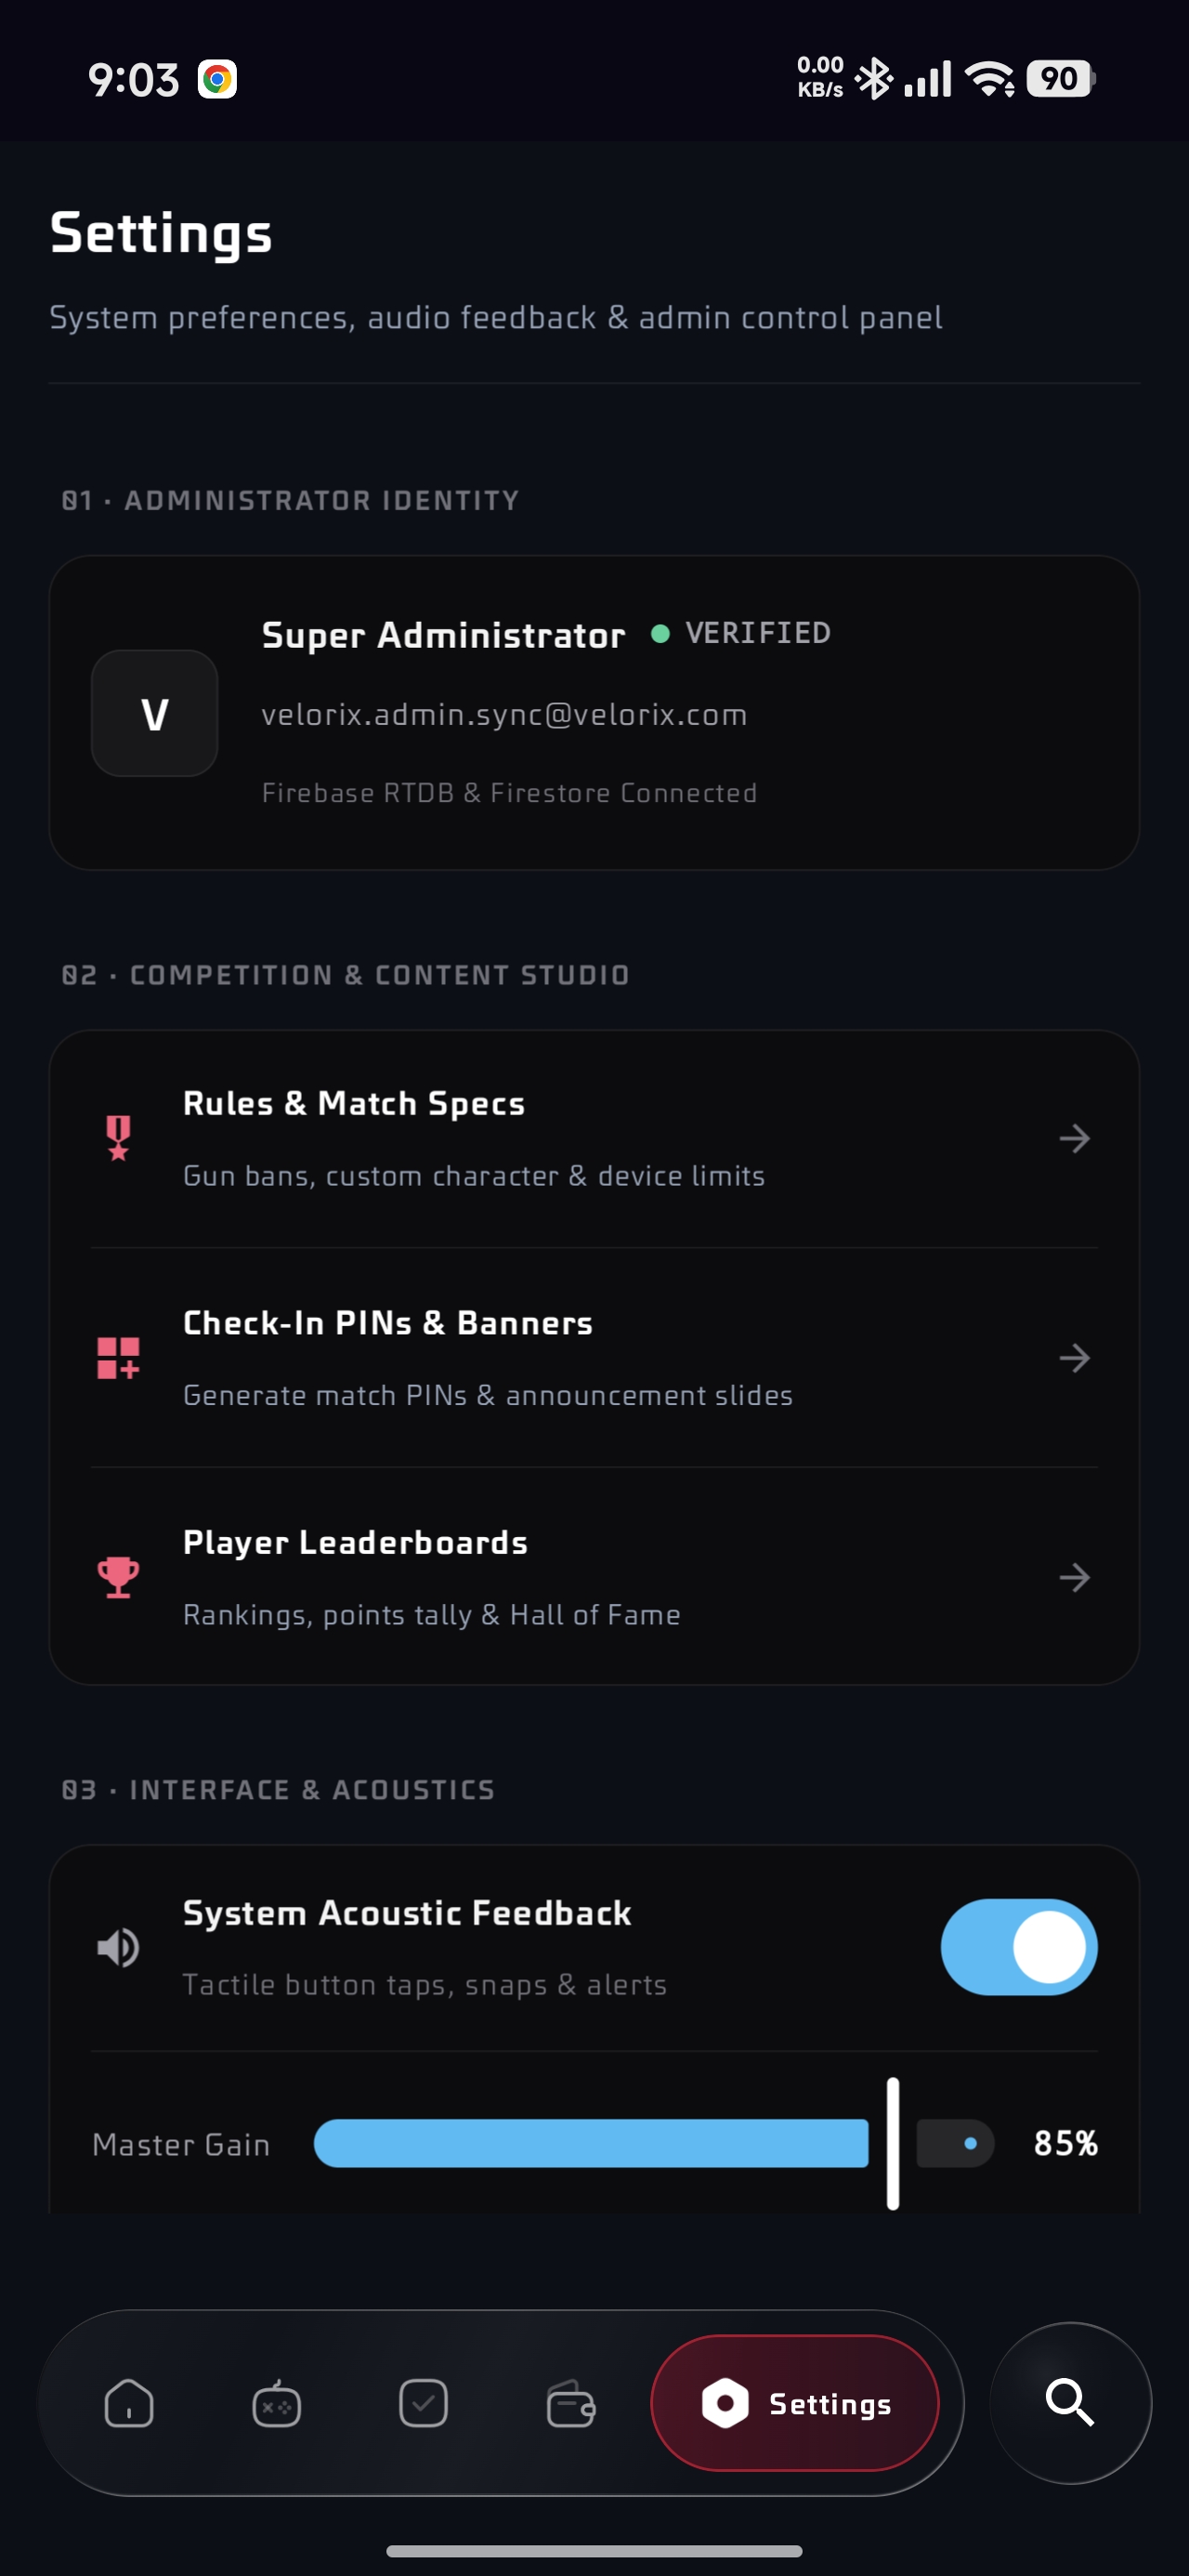 9:03
0.00
KB/s
90
Settings
System preferences, audio feedback & admin control panel
01 · ADMINISTRATOR IDENTITY
V
Super Administrator
VERIFIED
velorix.admin.sync@velorix.com
Firebase RTDB & Firestore Connected
02 · COMPETITION & CONTENT STUDIO
Rules & Match Specs
Gun bans, custom character & device limits
Check-In PINs & Banners
Generate match PINs & announcement slides
Player Leaderboards
Rankings, points tally & Hall of Fame
03 · INTERFACE & ACOUSTICS
System Acoustic Feedback
Tactile button taps, snaps & alerts
Master Gain
85%
Settings